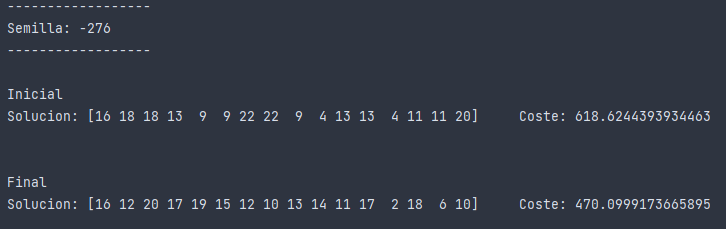 ------------------
Semilla: -276
------------------
Inicial
Solucion: [16 18 18 13  9  9 22 22  9  4 13 13  4 11 11 20]     Coste: 618.6244393934463
Final
Solucion: [16 12 20 17 19 15 12 10 13 14 11 17  2 18  6 10]     Coste: 470.0999173665895